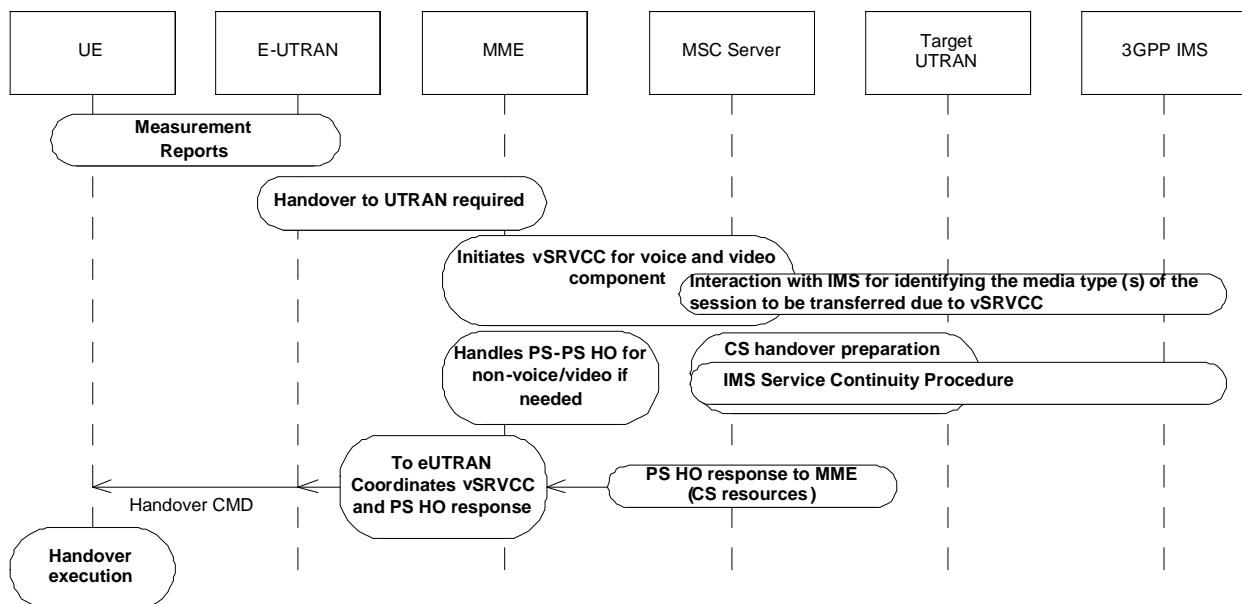 UE
E-UTRAN
MME
MSC Server
Target
UTRAN
3GPP IMS
Measurement
Reports
Handover to UTRAN required
Initiates vSRVCC for voice and video
component
Interaction with IMS for identifying the media type (s) of the
session to be transferred due to vSRVCC
Handles PS-PS HO for
non-voice/video if
needed
CS handover preparation
IMS Service Continuity Procedure
To eUTRAN
Coordinates vSRVCC
and PS HO response
PS HO response to MME
(CS resources)
Handover CMD
Handover
execution